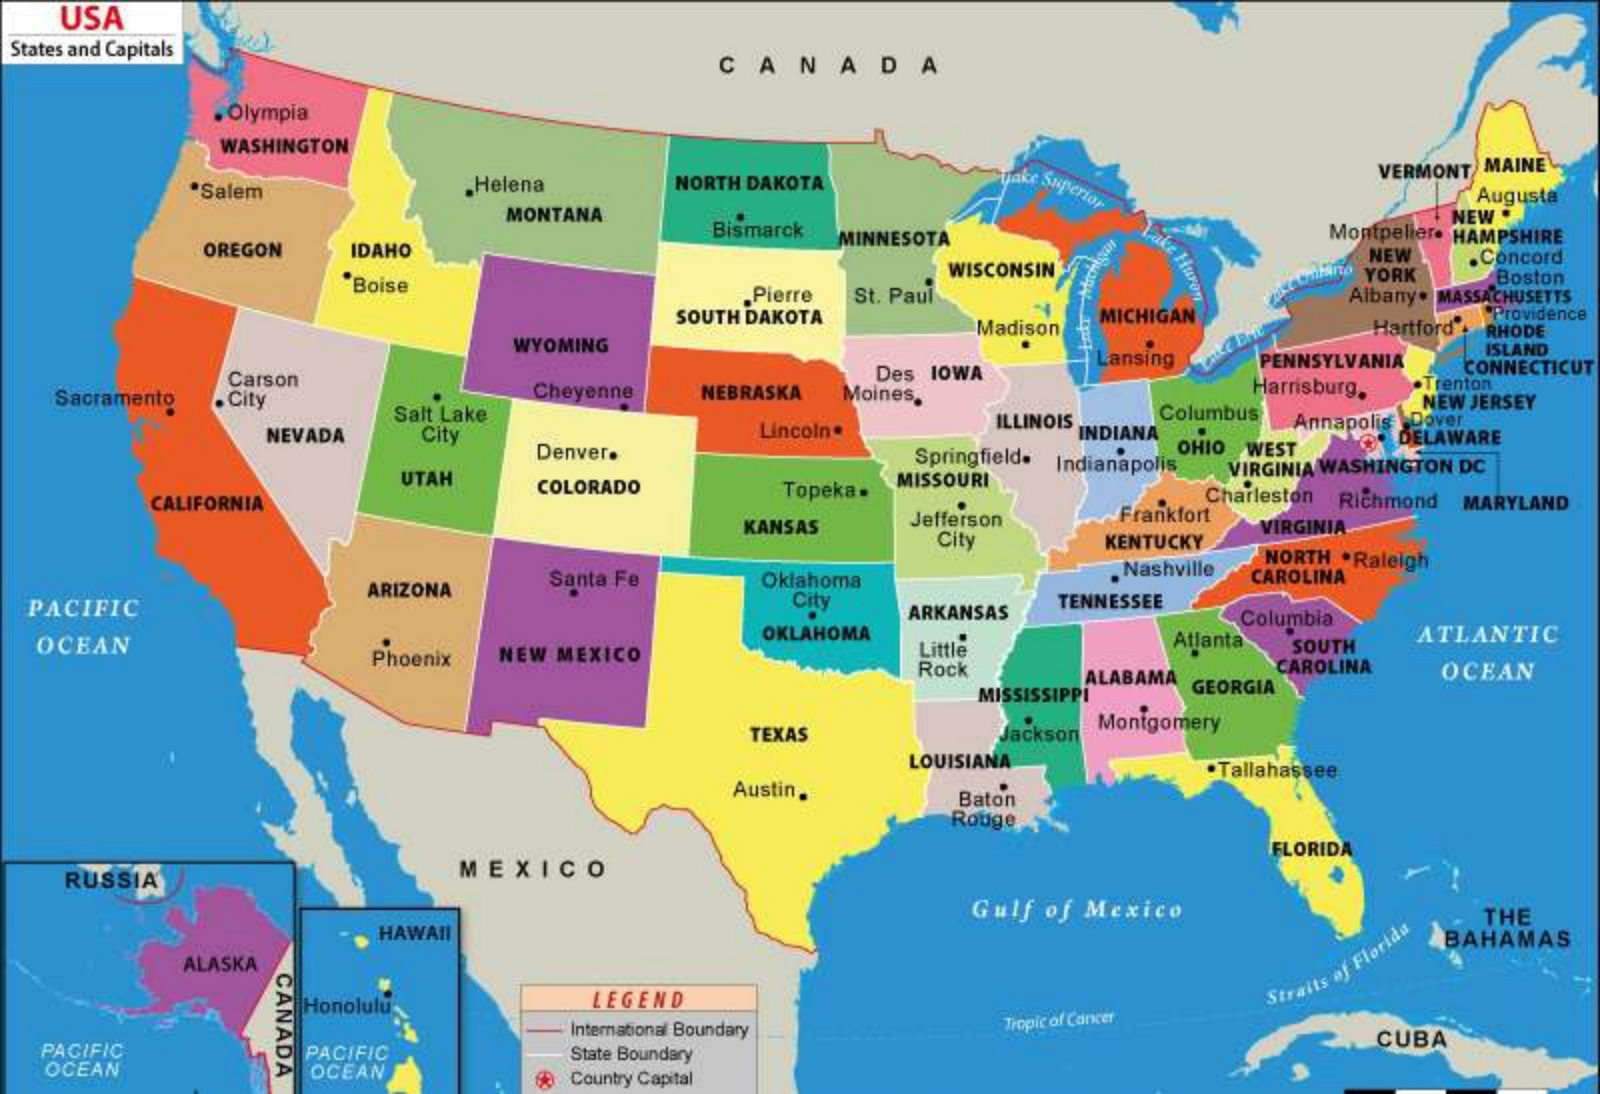 USA
States and Capitals
CANADA
Olympia
WASHINGTON
Salem
OREGON
IDAHO
Boise
Helena
MONTANA
NORTH DAKOTA
Bismarck
MINNESOTA
St. Paul
Pierre
SOUTH DAKOTA
WYOMING
Cheyenne
NEBRASKA
Lincoln
Des
Moines
IOWA
WISCONSIN
Madison
Lake Superior
Lake Michigan
Lake Huron
Lake Ontario
Lake Erie
MICHIGAN
Lansing
VERMONT
MAINE
Augusta
Montpelier
NEW
HAMPSHIRE
Concord
NEW
YORK
Albany
Boston
MASSACHUSETTS
Providence
Hartford
RHODE
ISLAND
CONNECTICUT
PENNSYLVANIA
Harrisburg
Trenton
NEW JERSEY
Annapolis
Dover
DELAWARE
WASHINGTON DC
MARYLAND
Sacramento
Carson
City
NEVADA
CALIFORNIA
Salt Lake
City
UTAH
Denver
COLORADO
Topeka
KANSAS
Springfield
ILLINOIS
MISSOURI
Jefferson
City
INDIANA
Indianapolis
Columbus
OHIO
WEST
VIRGINIA
Charleston
Richmond
VIRGINIA
Frankfort
KENTUCKY
NORTH
CAROLINA
Raleigh
Nashville
TENNESSEE
ARIZONA
Phoenix
Santa Fe
NEW MEXICO
Oklahoma
City
OKLAHOMA
ARKANSAS
Little
Rock
MISSISSIPPI
Jackson
ALABAMA
Montgomery
Atlanta
GEORGIA
Columbia
SOUTH
CAROLINA
PACIFIC
OCEAN
ATLANTIC
OCEAN
TEXAS
Austin
LOUISIANA
Baton
Rouge
Tallahassee
FLORIDA
MEXICO
Gulf of Mexico
Straits of Florida
THE
BAHAMAS
Tropic of Cancer
CUBA
RUSSIA
ALASKA
CANADA
PACIFIC
OCEAN
HAWAII
Honolulu
PACIFIC
OCEAN
LEGEND
International Boundary
State Boundary
Country Capital